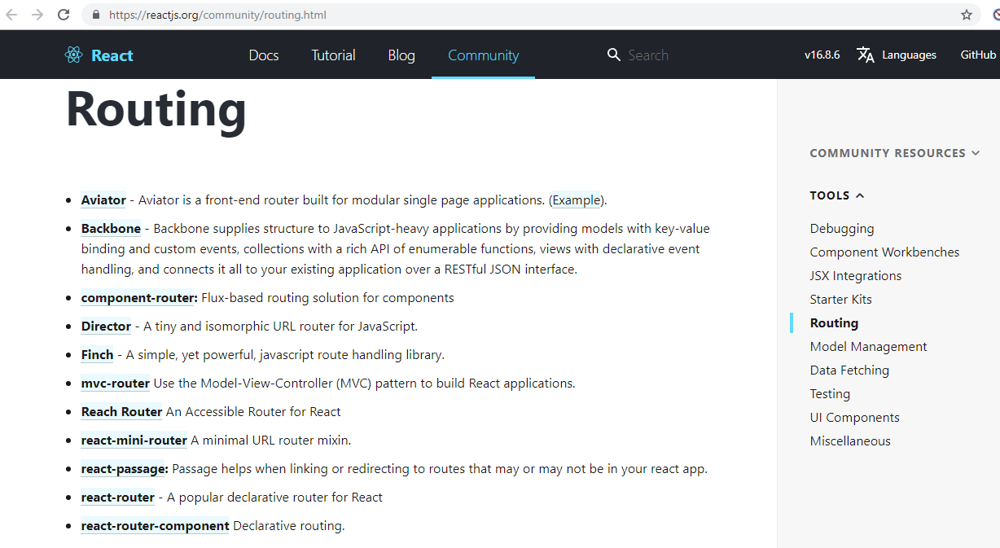 https://reactjs.org/community/routing.html
React
Docs
Tutorial
Blog
Community
Search
v16.8.6
Languages
GitHub
Routing
Aviator - Aviator is a front-end router built for modular single page applications. (Example).
Backbone - Backbone supplies structure to JavaScript-heavy applications by providing models with key-value
binding and custom events, collections with a rich API of enumerable functions, views with declarative event
handling, and connects it all to your existing application over a RESTful JSON interface.
component-router: Flux-based routing solution for components
Director - A tiny and isomorphic URL router for JavaScript.
Finch - A simple, yet powerful, javascript route handling library.
mvc-router Use the Model-View-Controller (MVC) pattern to build React applications.
Reach Router An Accessible Router for React
react-mini-router A minimal URL router mixin.
react-passage: Passage helps when linking or redirecting to routes that may or may not be in your react app.
react-router - A popular declarative router for React
react-router-component Declarative routing.
COMMUNITY RESOURCES
TOOLS
Debugging
Component Workbenches
JSX Integrations
Starter Kits
Routing
Model Management
Data Fetching
Testing
UI Components
Miscellaneous